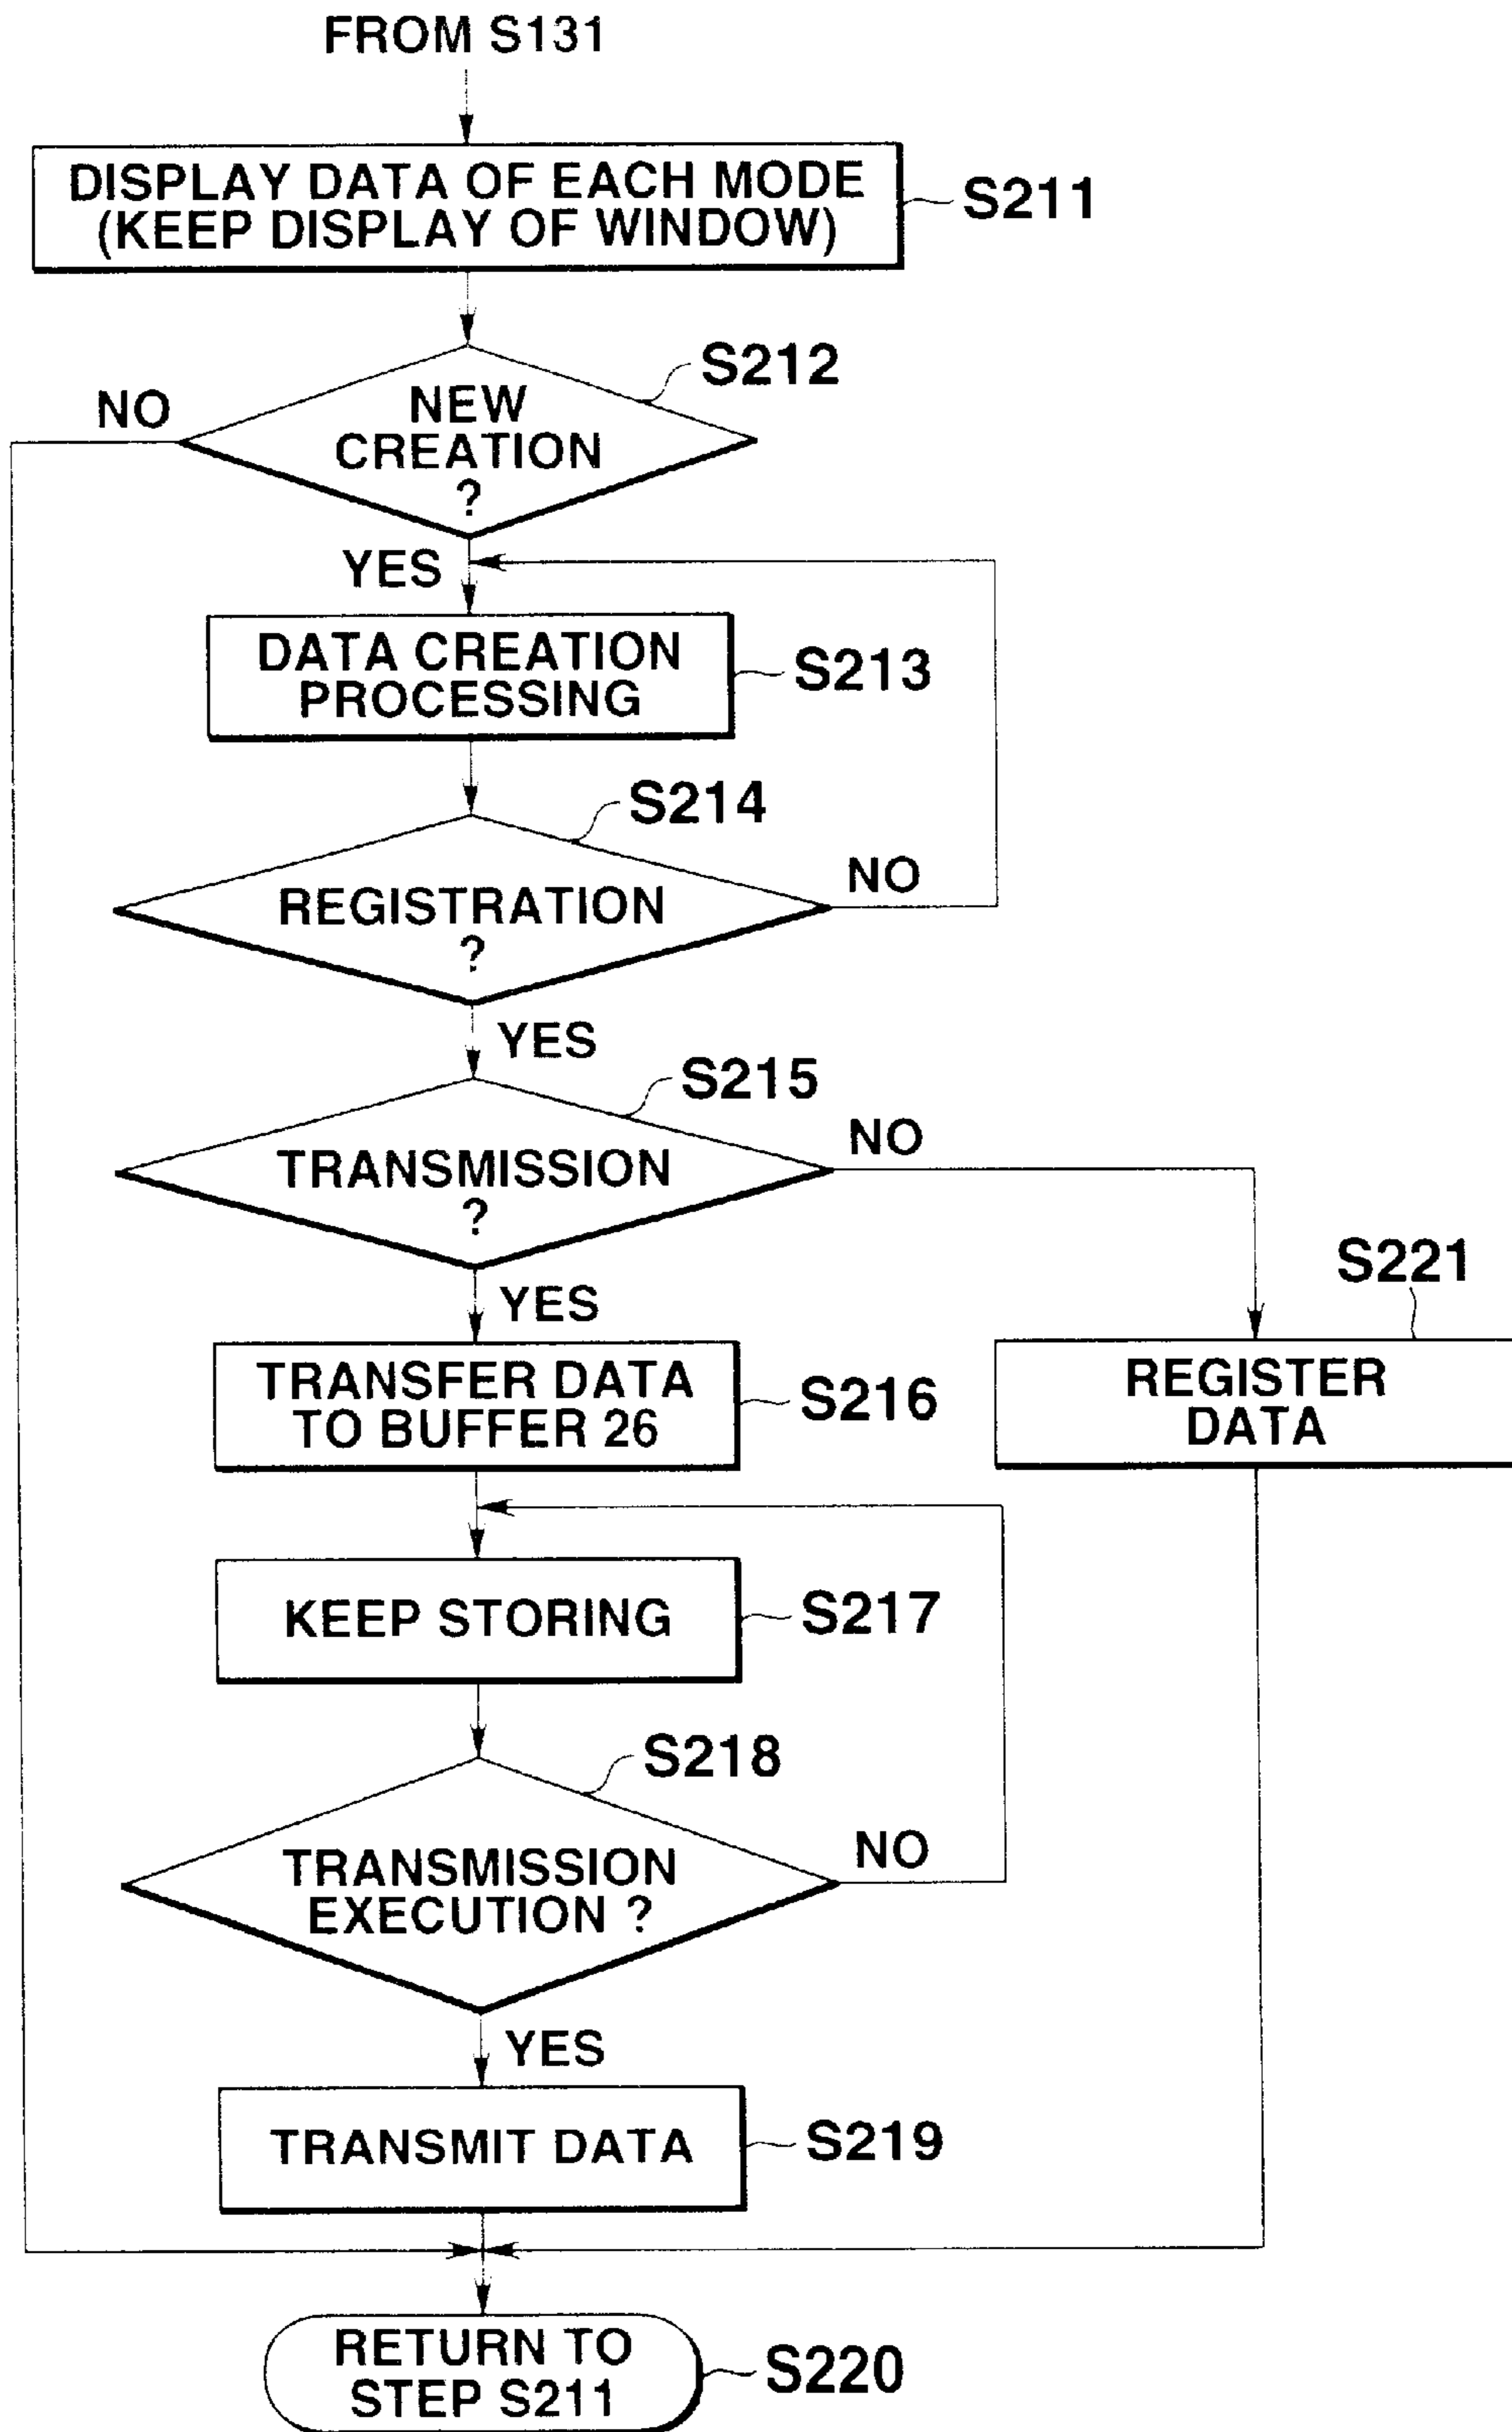 FROM S131
DISPLAY DATA OF EACH MODE
(KEEP DISPLAY OF WINDOW)
S211
S212
NO
NEW
CREATION
?
YES
DATA CREATION
PROCESSING
S213
S214
NO
REGISTRATION
?
YES
S215
NO
TRANSMISSION
?
YES
S221
TRANSFER DATA
TO BUFFER 26
S216
REGISTER
DATA
KEEP STORING
S217
S218
NO
TRANSMISSION
EXECUTION ?
YES
TRANSMIT DATA
S219
RETURN TO
STEP S211
S220